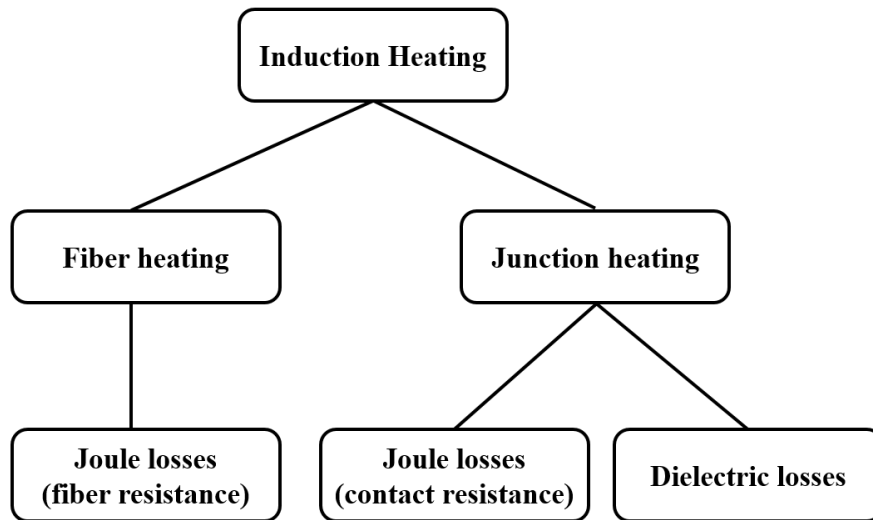 Induction Heating
Fiber heating
Junction heating
Joule losses
(fiber resistance)
Joule losses
(contact resistance)
Dielectric losses